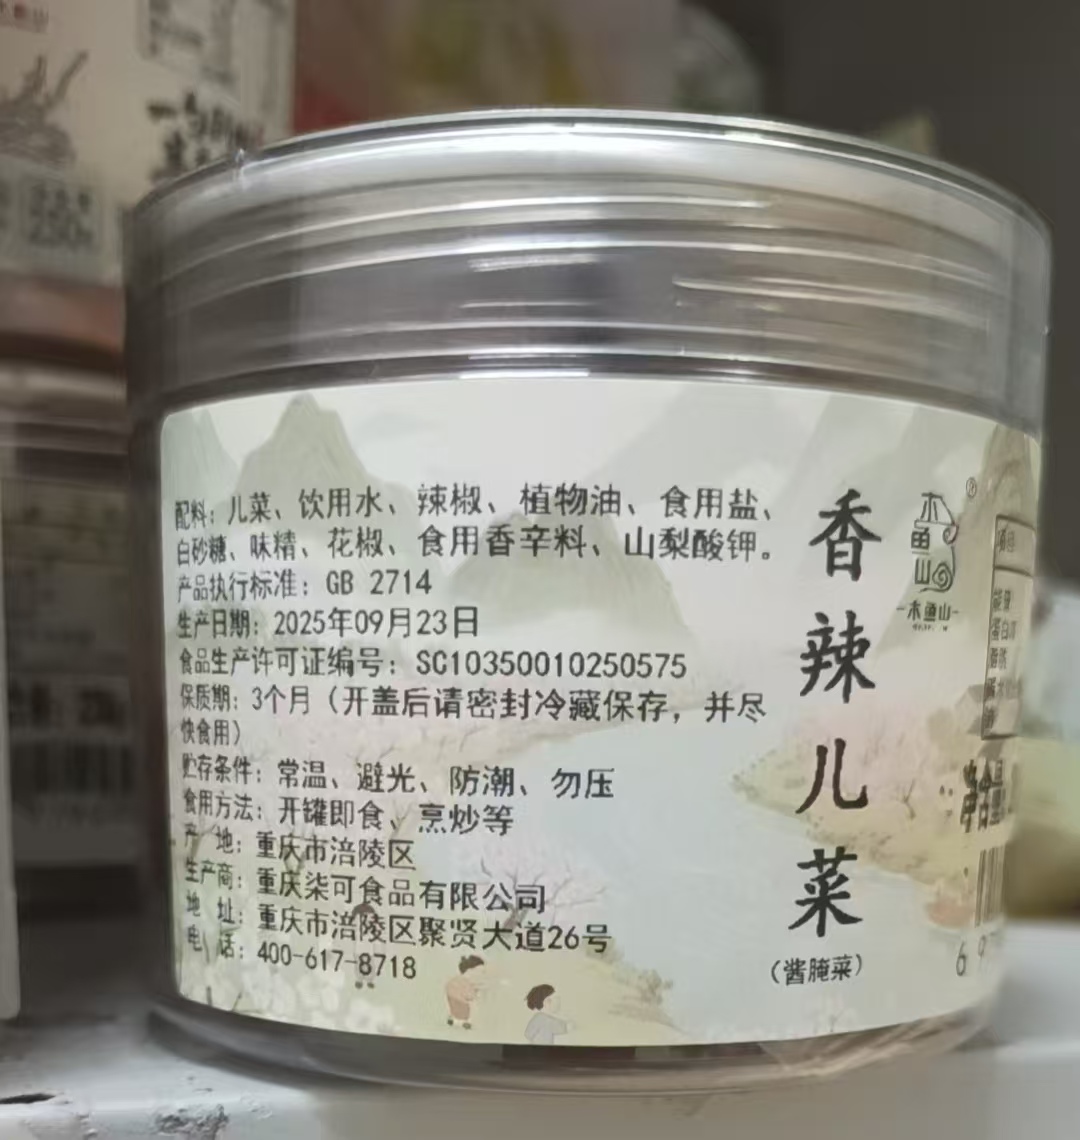 配料：儿菜、饮用水、辣椒、植物油、食用盐、
白砂糖、味精、花椒、食用香辛料、山梨酸钾。
产品执行标准：GB 2714
生产日期：2025年09月23日
食品生产许可证编号：SC10350010250575
保质期：3个月（开盖后请密封冷藏保存，并尽
快食用）
贮存条件：常温、避光、防潮、勿压
食用方法：开罐即食、烹炒等
产 地：重庆市涪陵区
生产商：重庆柒可食品有限公司
地 址：重庆市涪陵区聚贤大道26号
电 话：400-617-8718
香辣儿菜
（酱腌菜）
木鱼山
®
—木鱼山—
净含量
6 9